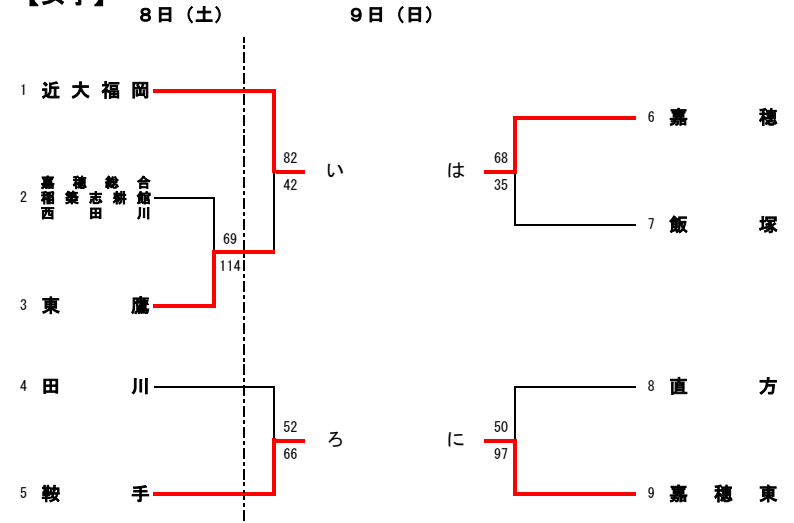 【女子】
8日（土）
9日（日）
1 近大福岡
82
42
い
2 嘉穂総合
稲築志耕館
西田川
69
114
3 東鷹
4 田川
52
66
ろ
5 鞍手
は
68
35
6 嘉穂
7 飯塚
に
50
97
8 直方
9 嘉穂東